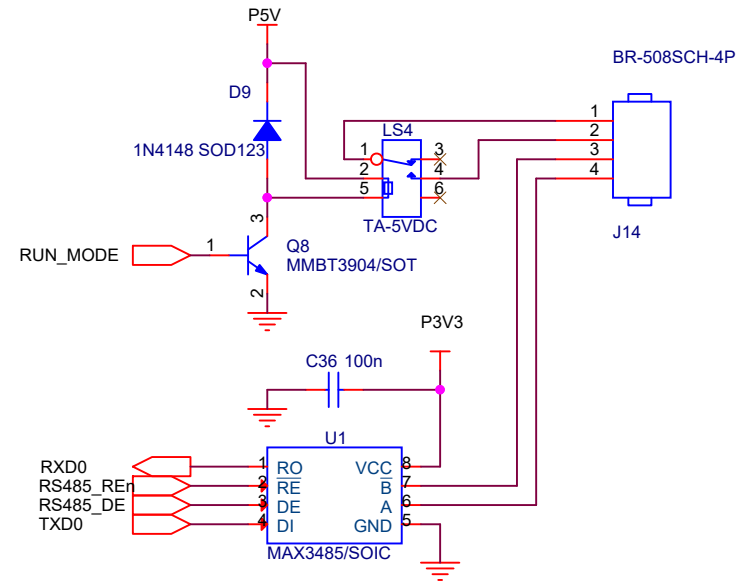 P5V
BR-508SCH-4P
D9
1N4148 SOD123
LS4
1
2
3
4
1
2
5
3
4
6
TA-5VDC
J14
3
RUN_MODE
1
Q8
MMBT3904/SOT
2
P3V3
C36 100n
U1
RXD0
1
RO
VCC
8
RS485_REn
2
RE
B
7
RS485_DE
3
DE
A
6
TXD0
4
DI
GND
5
MAX3485/SOIC